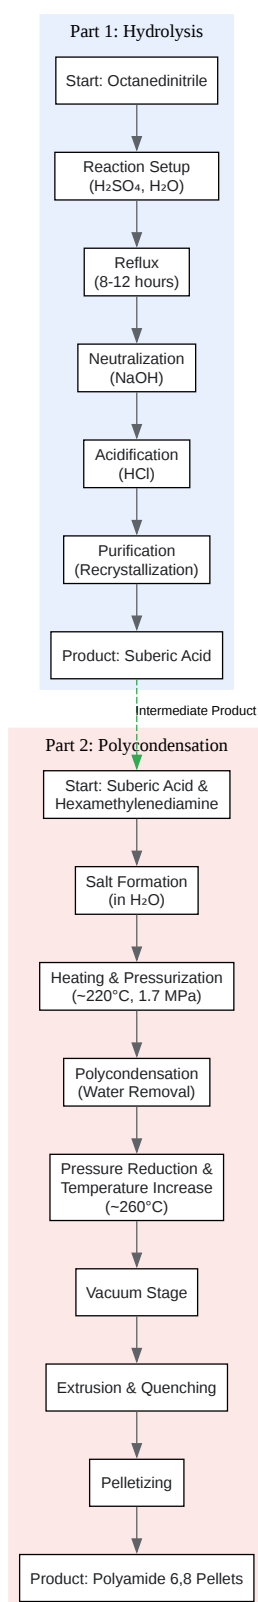 Part 1: Hydrolysis
Start: Octanedinitrile
Reaction Setup
(H₂SO₄, H₂O)
Reflux
(8-12 hours)
Neutralization
(NaOH)
Acidification
(HCl)
Purification
(Recrystallization)
Product: Suberic Acid
Intermediate Product
Part 2: Polycondensation
Start: Suberic Acid &
Hexamethylenediamine
Salt Formation
(in H₂O)
Heating & Pressurization
(~220°C, 1.7 MPa)
Polycondensation
(Water Removal)
Pressure Reduction &
Temperature Increase
(~260°C)
Vacuum Stage
Extrusion & Quenching
Pelletizing
Product: Polyamide 6,8 Pellets